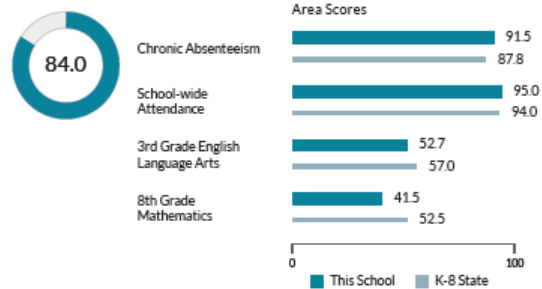 Area Scores
84.0
Chronic Absenteeism
91.5
87.8
School-wide
Attendance
95.0
94.0
3rd Grade English
Language Arts
52.7
57.0
8th Grade
Mathematics
41.5
52.5
0
100
This School
K-8 State